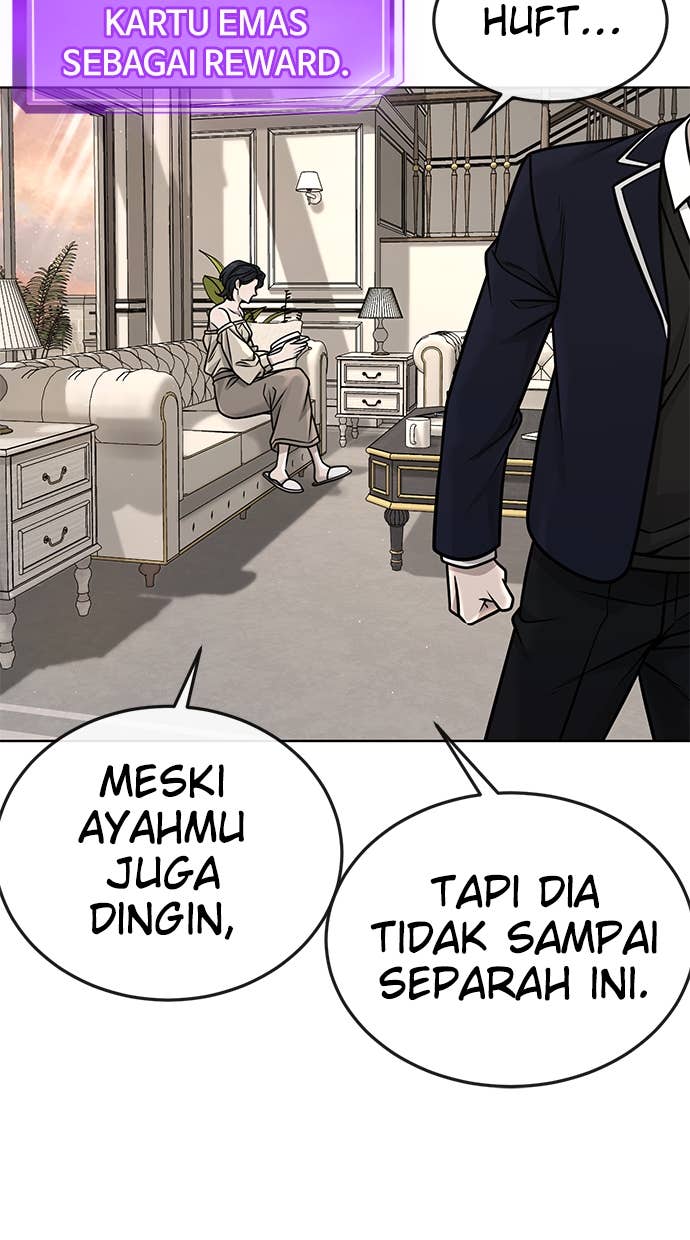 KARTU EMAS
SEBAGAI REWARD.
HUFT...
MESKI
AYAHMU
JUGA
DINGIN,
TAPI DIA
TIDAK SAMPAI
SEPARAH INI.